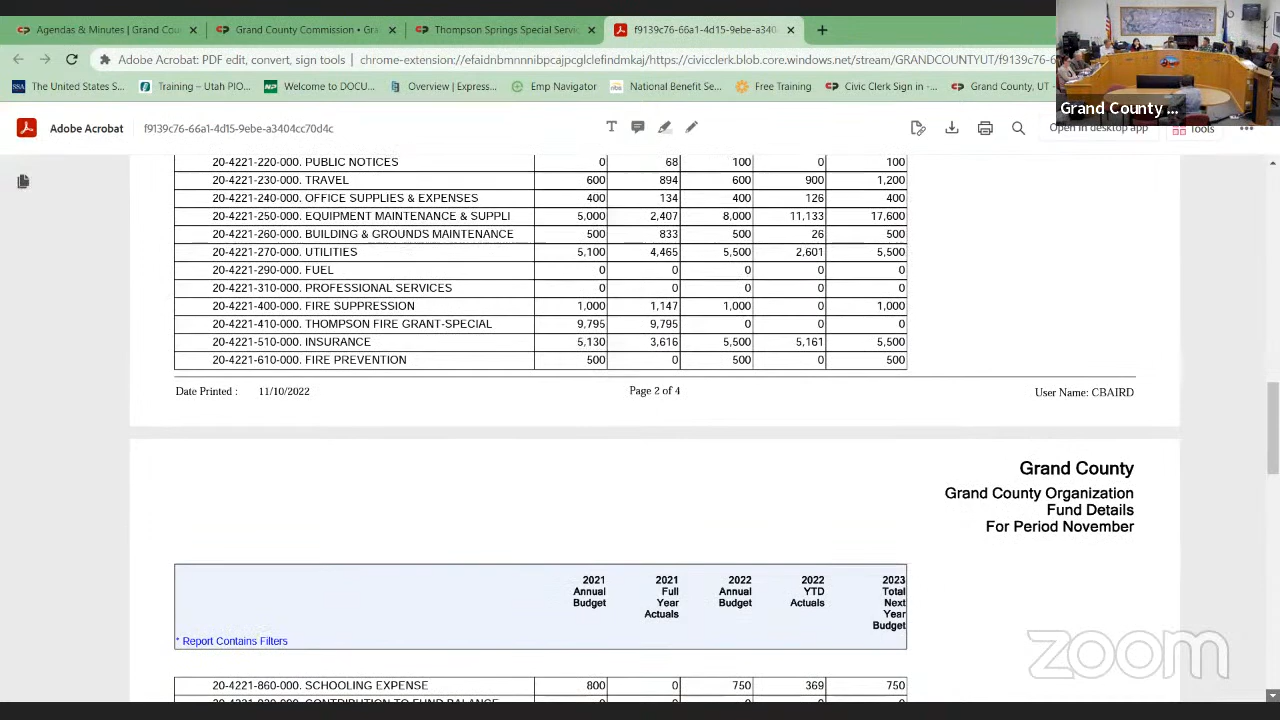 Agendas & Minutes | Grand Cou
Grand County Commission • Gra
Thompson Springs Special Servic
f9139c76-66a1-4d15-9ebe-a340
Adobe Acrobat: PDF edit, convert, sign tools
chrome-extension://efaidnbmnnnibpcajpcglclefindmkaj/https://civicclerk.blob.core.windows.net/stream/GRANDCOUNTYUT/f9139c76-6
The United States S...
Transparency - Utah PIO...
Welcome to DOCLE...
Overview | Express...
Emp Navigator
National Benefit Se...
Free Training
Civic Clerk Sign in -...
Grand County, UT
Grand County ...
Adobe Acrobat
f9139c76-66a1-4d15-9ebe-a3404cc70d4c
Open in desktop app
Tools
20-4221-220-000. PUBLIC NOTICES 0 68 100 0 100
20-4221-230-000. TRAVEL 600 894 600 900 1,200
20-4221-240-000. OFFICE SUPPLIES & EXPENSES 400 134 400 126 400
20-4221-250-000. EQUIPMENT MAINTENANCE & SUPPLI 5,000 2,407 8,000 11,133 17,600
20-4221-260-000. BUILDING & GROUNDS MAINTENANCE 500 833 500 26 500
20-4221-270-000. UTILITIES 5,100 4,465 5,500 2,601 5,500
20-4221-290-000. FUEL 0 0 0 0 0
20-4221-310-000. PROFESSIONAL SERVICES 0 0 0 0 0
20-4221-400-000. FIRE SUPPRESSION 1,000 1,147 1,000 0 1,000
20-4221-410-000. THOMPSON FIRE GRANT-SPECIAL 9,795 9,795 0 0 0
20-4221-510-000. INSURANCE 5,130 3,616 5,500 5,161 5,500
20-4221-610-000. FIRE PREVENTION 500 0 500 0 500
Date Printed : 11/10/2022 Page 2 of 4 User Name: CBAIRD
Grand County
Grand County Organization
Fund Details
For Period November
2021 2021 2022 2022 2023
Annual Full Annual YTD Total
Budget Year Budget Actuals Next
Actuals Year
Budget
* Report Contains Filters
20-4221-860-000. SCHOOLING EXPENSE 800 0 750 369 750
zoom